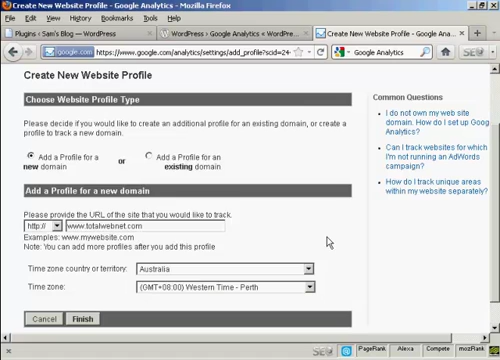 Create New Website Profile - Google Analytics - Mozilla Firefox
File Edit View History Bookmarks Tools Help
Plugins ‹ Sam's Blog — WordPress
WordPress › Google Analytics « WordPress...
Create New Website Profile - Google An...
google.com https://www.google.com/analytics/settings/add_profile?scid=24
Google Analytics
Create New Website Profile
Choose Website Profile Type
Please decide if you would like to create an additional profile for an existing domain, or create a
profile to track a new domain.
Add a Profile for a
new domain
or
Add a Profile for an
existing domain
Add a Profile for a new domain
Please provide the URL of the site that you would like to track.
http:// www.totalwebnet.com
Examples: www.mywebsite.com
Note: You can add more profiles after you add this profile
Time zone country or territory: Australia
Time zone: (GMT+08:00) Western Time - Perth
Cancel Finish
Common Questions
I do not own my web site
domain. How do I set up Goog
Analytics?
Can I track websites for which
I'm not running an AdWords
campaign?
How do I track unique areas
within my website separately?
PageRank Alexa Compete mozRank